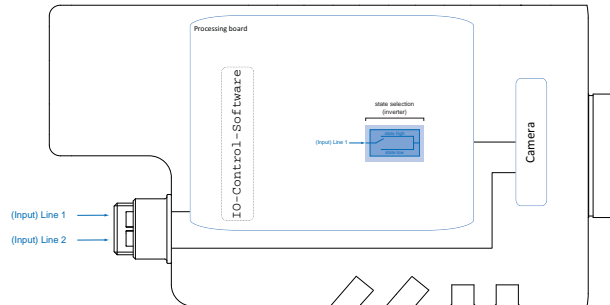 Processing board
IO-Control-Software
state selection
(inverter)
state high
(Input) Line 1
state low
Camera
(Input) Line 1
(Input) Line 2